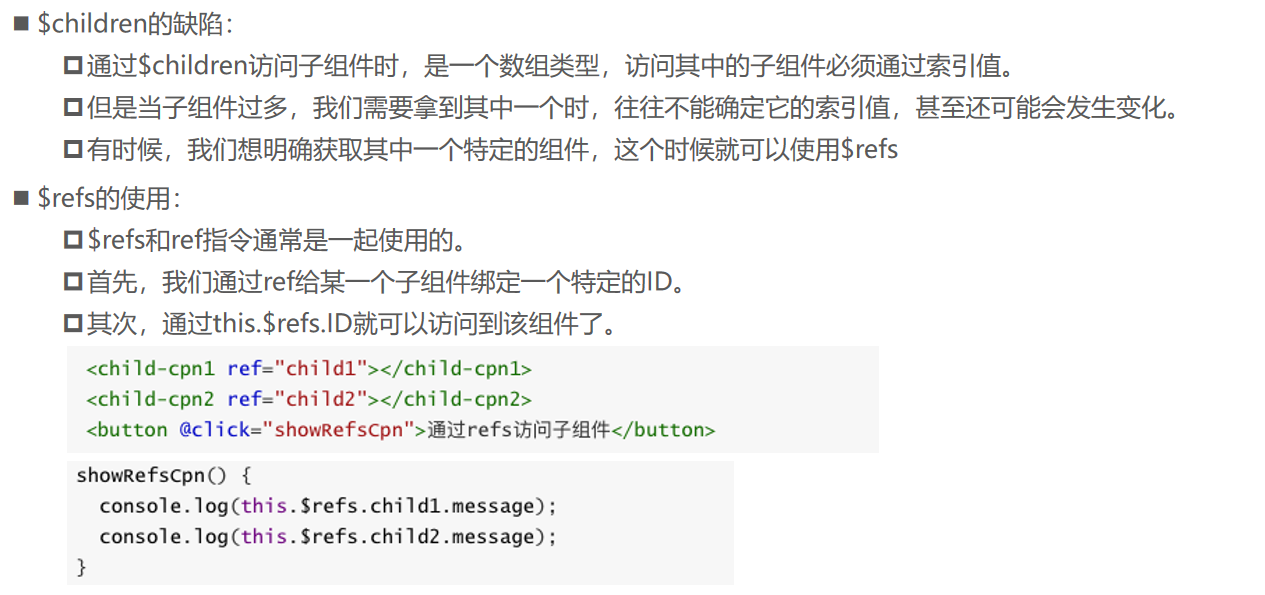 ■ $children的缺陷：
通过$children访问子组件时，是一个数组类型，访问其中的子组件必须通过索引值。
但是当子组件过多，我们需要拿到其中一个时，往往不能确定它的索引值，甚至还可能会发生变化。
有时候，我们想明确获取其中一个特定的组件，这个时候就可以使用$refs
■ $refs的使用：
$refs和ref指令通常是一起使用的。
首先，我们通过ref给某一个子组件绑定一个特定的ID。
其次，通过this.$refs.ID就可以访问到该组件了。
<child-cpn1 ref="child1"></child-cpn1>
<child-cpn2 ref="child2"></child-cpn2>
<button @click="showRefsCpn">通过refs访问子组件</button>
showRefsCpn() {
  console.log(this.$refs.child1.message);
  console.log(this.$refs.child2.message);
}